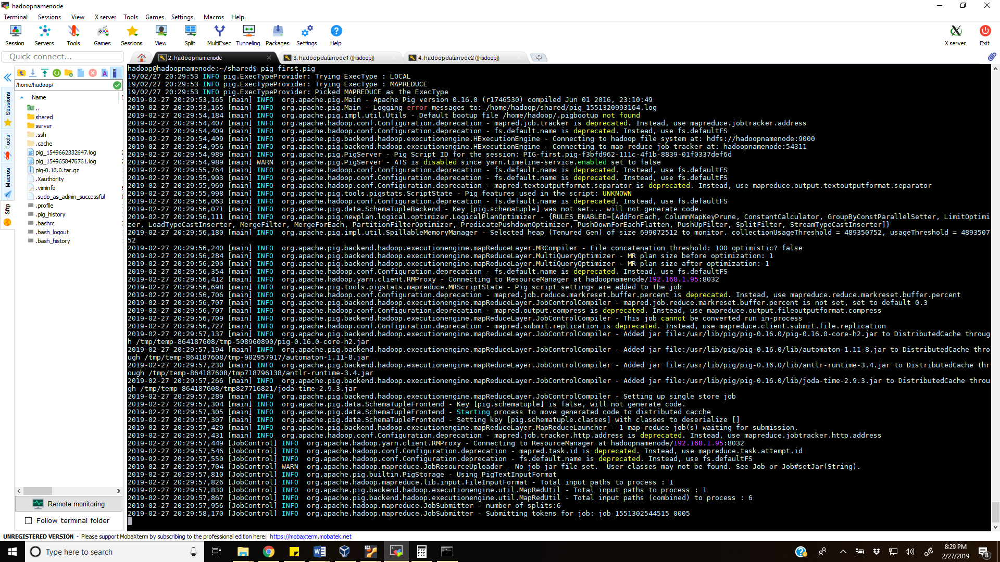 hadoopnamenode
Terminal Sessions View X server Tools Games Settings Macros Help
Session Servers Tools Games Sessions View Split MultiExec Tunneling Packages Settings Help X server Exit
Quick connect...
2. hadoopnamenode
3. hadoopdatanode1 ([hadoop])
4. hadoopdatanode2 ([hadoop])
/home/hadoop/
Name
..
shared
server
.ssh
.cache
pig_1549662332647.log
pig_1549658476761.log
pig-0.16.0.tar.gz
.Xauthority
.viminfo
.sudo_as_admin_successful
.profile
.pig_history
.bashrc
.bash_logout
.bash_history
Sessions
Tools
Macros
Sftp
Remote monitoring
Follow terminal folder
hadoop@hadoopnamenode:~/shared$ pig first.pig
19/02/27 20:29:53 INFO pig.ExecTypeProvider: Trying ExecType : LOCAL
19/02/27 20:29:53 INFO pig.ExecTypeProvider: Trying ExecType : MAPREDUCE
19/02/27 20:29:53 INFO pig.ExecTypeProvider: Picked MAPREDUCE as the ExecType
2019-02-27 20:29:53,165 [main] INFO  org.apache.pig.Main - Apache Pig version 0.16.0 (r1746530) compiled Jun 01 2016, 23:10:49
2019-02-27 20:29:53,165 [main] INFO  org.apache.pig.Main - Logging error messages to: /home/hadoop/shared/pig_1551320993164.log
2019-02-27 20:29:54,184 [main] INFO  org.apache.pig.impl.util.Utils - Default bootup file /home/hadoop/.pigbootup not found
2019-02-27 20:29:54,407 [main] INFO  org.apache.hadoop.conf.Configuration.deprecation - mapred.job.tracker is deprecated. Instead, use mapreduce.jobtracker.address
2019-02-27 20:29:54,409 [main] INFO  org.apache.hadoop.conf.Configuration.deprecation - fs.default.name is deprecated. Instead, use fs.defaultFS
2019-02-27 20:29:54,409 [main] INFO  org.apache.pig.backend.hadoop.executionengine.HExecutionEngine - Connecting to hadoop file system at: hdfs://hadoopnamenode:9000
2019-02-27 20:29:54,956 [main] INFO  org.apache.pig.backend.hadoop.executionengine.HExecutionEngine - Connecting to map-reduce job tracker at: hadoopnamenode:54311
2019-02-27 20:29:54,989 [main] INFO  org.apache.pig.PigServer - Pig Script ID for the session: PIG-first.pig-f3bfd962-111c-4f1b-8839-01f0337def6d
2019-02-27 20:29:54,989 [main] WARN  org.apache.pig.PigServer - ATS is disabled since yarn.timeline-service.enabled set to false
2019-02-27 20:29:55,764 [main] INFO  org.apache.hadoop.conf.Configuration.deprecation - fs.default.name is deprecated. Instead, use fs.defaultFS
2019-02-27 20:29:55,903 [main] INFO  org.apache.hadoop.conf.Configuration.deprecation - fs.default.name is deprecated. Instead, use fs.defaultFS
2019-02-27 20:29:55,969 [main] INFO  org.apache.hadoop.conf.Configuration.deprecation - mapred.textoutputformat.separator is deprecated. Instead, use mapreduce.output.textoutputformat.separator
2019-02-27 20:29:55,998 [main] INFO  org.apache.pig.tools.pigstats.ScriptState - Pig features used in the script: UNKNOWN
2019-02-27 20:29:56,063 [main] INFO  org.apache.hadoop.conf.Configuration.deprecation - fs.default.name is deprecated. Instead, use fs.defaultFS
2019-02-27 20:29:56,071 [main] INFO  org.apache.pig.data.SchemaTupleBackend - Key [pig.schematuple] was not set... will not generate code.
2019-02-27 20:29:56,111 [main] INFO  org.apache.pig.newplan.logical.optimizer.LogicalPlanOptimizer - {RULES_ENABLED=[AddForEach, ColumnMapKeyPrune, ConstantCalculator, GroupByConstParallelSetter, LimitOptimi
zer, LoadTypeCastInserter, MergeFilter, MergeForEach, PartitionFilterOptimizer, PredicatePushdownOptimizer, PushDownForEachFlatten, PushUpFilter, SplitFilter, StreamTypeCastInserter]}
2019-02-27 20:29:56,180 [main] INFO  org.apache.pig.impl.util.SpillableMemoryManager - Selected heap (Tenured Gen) of size 699072512 to monitor. collectionUsageThreshold = 489350752, usageThreshold = 4893507
52
2019-02-27 20:29:56,240 [main] INFO  org.apache.pig.backend.hadoop.executionengine.mapReduceLayer.MRCompiler - File concatenation threshold: 100 optimistic? false
2019-02-27 20:29:56,284 [main] INFO  org.apache.pig.backend.hadoop.executionengine.mapReduceLayer.MultiQueryOptimizer - MR plan size before optimization: 1
2019-02-27 20:29:56,290 [main] INFO  org.apache.pig.backend.hadoop.executionengine.mapReduceLayer.MultiQueryOptimizer - MR plan size after optimization: 1
2019-02-27 20:29:56,354 [main] INFO  org.apache.hadoop.conf.Configuration.deprecation - fs.default.name is deprecated. Instead, use fs.defaultFS
2019-02-27 20:29:56,412 [main] INFO  org.apache.hadoop.yarn.client.RMProxy - Connecting to ResourceManager at hadoopnamenode/192.168.1.95:8032
2019-02-27 20:29:56,698 [main] INFO  org.apache.pig.tools.pigstats.mapreduce.MRScriptState - Pig script settings are added to the job
2019-02-27 20:29:56,706 [main] INFO  org.apache.hadoop.conf.Configuration.deprecation - mapred.job.reduce.markreset.buffer.percent is deprecated. Instead, use mapreduce.reduce.markreset.buffer.percent
2019-02-27 20:29:56,707 [main] INFO  org.apache.pig.backend.hadoop.executionengine.mapReduceLayer.JobControlCompiler - mapred.job.reduce.markreset.buffer.percent is not set, set to default 0.3
2019-02-27 20:29:56,707 [main] INFO  org.apache.hadoop.conf.Configuration.deprecation - mapred.output.compress is deprecated. Instead, use mapreduce.output.fileoutputformat.compress
2019-02-27 20:29:56,709 [main] INFO  org.apache.pig.backend.hadoop.executionengine.mapReduceLayer.JobControlCompiler - This job cannot be converted run in-process
2019-02-27 20:29:56,727 [main] INFO  org.apache.hadoop.conf.Configuration.deprecation - mapred.submit.replication is deprecated. Instead, use mapreduce.client.submit.file.replication
2019-02-27 20:29:57,137 [main] INFO  org.apache.pig.backend.hadoop.executionengine.mapReduceLayer.JobControlCompiler - Added jar file:/usr/lib/pig/pig-0.16.0/pig-0.16.0-core-h2.jar to DistributedCache throug
h /tmp/temp-864187608/tmp-508960890/pig-0.16.0-core-h2.jar
2019-02-27 20:29:57,194 [main] INFO  org.apache.pig.backend.hadoop.executionengine.mapReduceLayer.JobControlCompiler - Added jar file:/usr/lib/pig/pig-0.16.0/lib/automaton-1.11-8.jar to DistributedCache thro
ugh /tmp/temp-864187608/tmp-902957917/automaton-1.11-8.jar
2019-02-27 20:29:57,230 [main] INFO  org.apache.pig.backend.hadoop.executionengine.mapReduceLayer.JobControlCompiler - Added jar file:/usr/lib/pig/pig-0.16.0/lib/antlr-runtime-3.4.jar to DistributedCache thr
ough /tmp/temp-864187608/tmp718796138/antlr-runtime-3.4.jar
2019-02-27 20:29:57,266 [main] INFO  org.apache.pig.backend.hadoop.executionengine.mapReduceLayer.JobControlCompiler - Added jar file:/usr/lib/pig/pig-0.16.0/lib/joda-time-2.9.3.jar to DistributedCache throu
gh /tmp/temp-864187608/tmp827716821/joda-time-2.9.3.jar
2019-02-27 20:29:57,289 [main] INFO  org.apache.pig.backend.hadoop.executionengine.mapReduceLayer.JobControlCompiler - Setting up single store job
2019-02-27 20:29:57,304 [main] INFO  org.apache.pig.data.SchemaTupleFrontend - Key [pig.schematuple] is false, will not generate code.
2019-02-27 20:29:57,305 [main] INFO  org.apache.pig.data.SchemaTupleFrontend - Starting process to move generated code to distributed cacche
2019-02-27 20:29:57,307 [main] INFO  org.apache.pig.data.SchemaTupleFrontend - Setting key [pig.schematuple.classes] with classes to deserialize []
2019-02-27 20:29:57,429 [main] INFO  org.apache.pig.backend.hadoop.executionengine.mapReduceLayer.MapReduceLauncher - 1 map-reduce job(s) waiting for submission.
2019-02-27 20:29:57,431 [main] INFO  org.apache.hadoop.conf.Configuration.deprecation - mapred.job.tracker.http.address is deprecated. Instead, use mapreduce.jobtracker.http.address
2019-02-27 20:29:57,449 [JobControl] INFO  org.apache.hadoop.yarn.client.RMProxy - Connecting to ResourceManager at hadoopnamenode/192.168.1.95:8032
2019-02-27 20:29:57,546 [JobControl] INFO  org.apache.hadoop.conf.Configuration.deprecation - mapred.task.id is deprecated. Instead, use mapreduce.task.attempt.id
2019-02-27 20:29:57,550 [JobControl] INFO  org.apache.hadoop.conf.Configuration.deprecation - fs.default.name is deprecated. Instead, use fs.defaultFS
2019-02-27 20:29:57,704 [JobControl] WARN  org.apache.hadoop.mapreduce.JobResourceUploader - No job jar file set.  User classes may not be found. See Job or Job#setJar(String).
2019-02-27 20:29:57,810 [JobControl] INFO  org.apache.pig.builtin.PigStorage - Using PigTextInputFormat
2019-02-27 20:29:57,826 [JobControl] INFO  org.apache.hadoop.mapreduce.lib.input.FileInputFormat - Total input paths to process : 1
2019-02-27 20:29:57,830 [JobControl] INFO  org.apache.pig.backend.hadoop.executionengine.util.MapRedUtil - Total input paths to process : 1
2019-02-27 20:29:57,867 [JobControl] INFO  org.apache.pig.backend.hadoop.executionengine.util.MapRedUtil - Total input paths (combined) to process : 6
2019-02-27 20:29:57,956 [JobControl] INFO  org.apache.hadoop.mapreduce.JobSubmitter - number of splits:6
2019-02-27 20:29:58,170 [JobControl] INFO  org.apache.hadoop.mapreduce.JobSubmitter - Submitting tokens for job: job_1551302544515_0005
UNREGISTERED VERSION - Please support MobaXterm by subscribing to the professional edition here: https://mobaxterm.mobatek.net
Type here to search
8:29 PM
2/27/2019
8